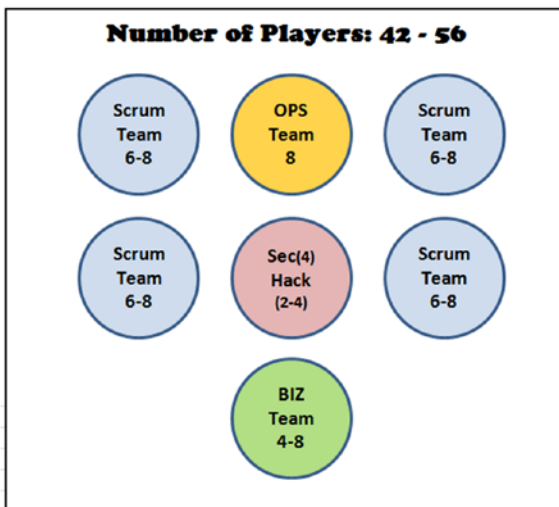 Number of Players: 42 - 56
Scrum
Team
6-8
OPS
Team
8
Scrum
Team
6-8
Scrum
Team
6-8
Sec(4)
Hack
(2-4)
Scrum
Team
6-8
BIZ
Team
4-8